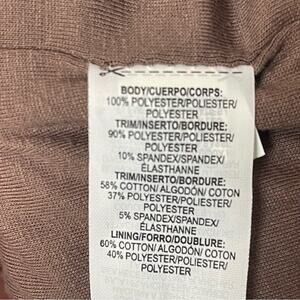 BODY/CUERPO/CORPS:
100% POLYESTER/POLIESTER/
POLYESTER
TRIM/INSERTO/BORDURE:
90% POLYESTER/POLIESTER/
POLYESTER
10% SPANDEX/SPANDEX/
ÉLASTHANNE
TRIM/INSERTO/BORDURE:
58% COTTON/ ALGODÓN/ COTON
37% POLYESTER/POLIESTER/
POLYESTER
5% SPANDEX/SPANDEX/
ÉLASTHANNE
LINING/FORRO/DOUBLURE:
60% COTTON/ ALGODÓN/ COTON
40% POLYESTER/POLIESTER/
POLYESTER